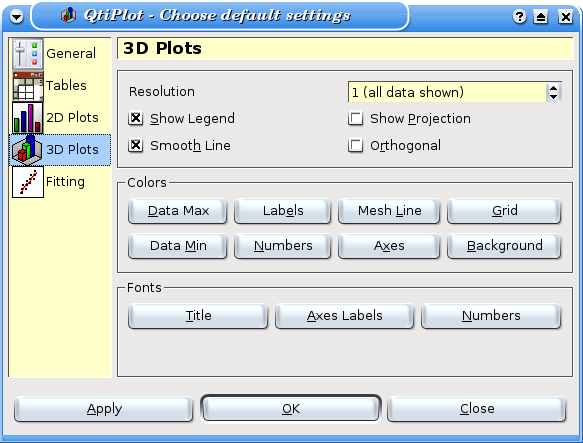 QtiPlot - Choose default settings
General
Tables
2D Plots
3D Plots
Fitting
3D Plots
Resolution
1 (all data shown)
Show Legend
Show Projection
Smooth Line
Orthogonal
Colors
Data Max
Labels
Mesh Line
Grid
Data Min
Numbers
Axes
Background
Fonts
Title
Axes Labels
Numbers
Apply
OK
Close